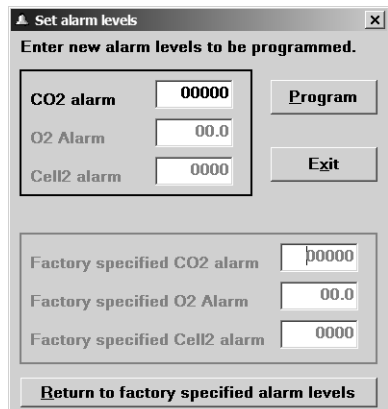 Set alarm levels
Enter new alarm levels to be programmed.
CO2 alarm 00000
Program
O2 Alarm 00.0
Cell2 alarm 0000
Exit
Factory specified CO2 alarm 00000
Factory specified O2 Alarm 00.0
Factory specified Cell2 alarm 0000
Return to factory specified alarm levels